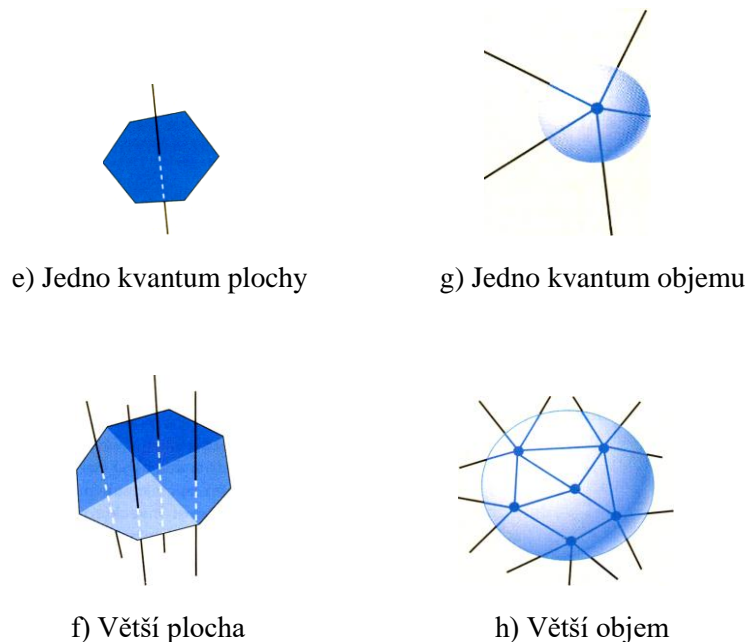 e) Jedno kvantum plochy
g) Jedno kvantum objemu
f) Větší plocha
h) Větší objem